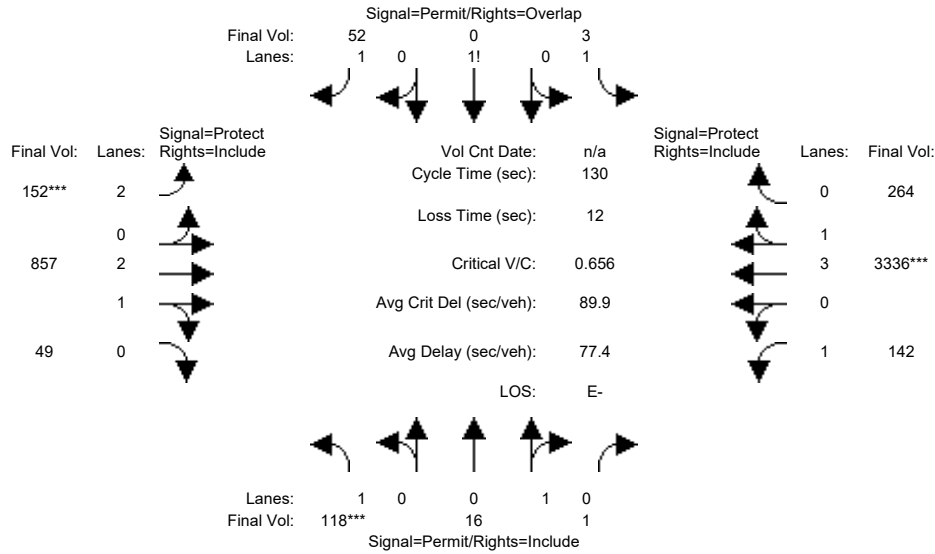 Signal=Permit/Rights=Overlap
Final Vol: 52 0 3
Lanes: 1 0 1! 0 1
Signal=Protect Signal=Protect
Final Vol: Lanes: Rights=Include Vol Cnt Date: n/a Rights=Include Lanes: Final Vol:
Cycle Time (sec): 130
152*** 2 0 264
Loss Time (sec): 12
0 1
857 2 Critical V/C: 0.656 3 3336***
1 Avg Crit Del (sec/veh): 89.9 0
49 0 Avg Delay (sec/veh): 77.4 1 142
LOS: E-
Lanes: 1 0 0 1 0
Final Vol: 118*** 16 1
Signal=Permit/Rights=Include